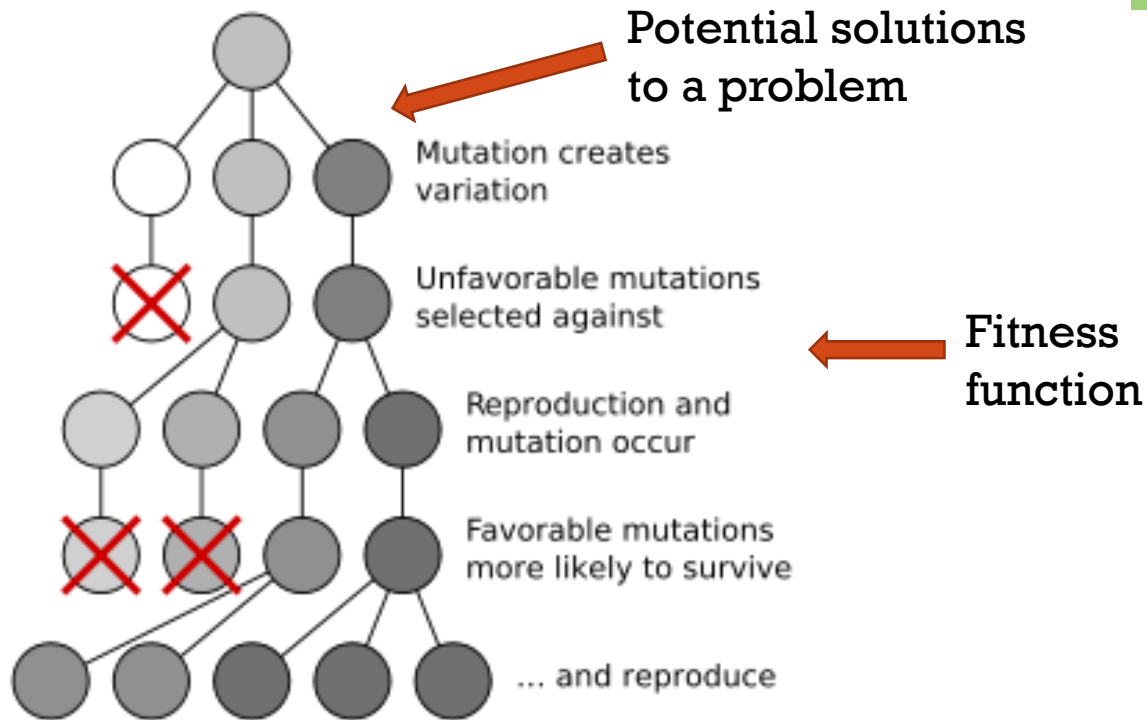 Potential solutions
to a problem
Mutation creates
variation
Unfavorable mutations
selected against
Fitness
function
Reproduction and
mutation occur
Favorable mutations
more likely to survive
... and reproduce